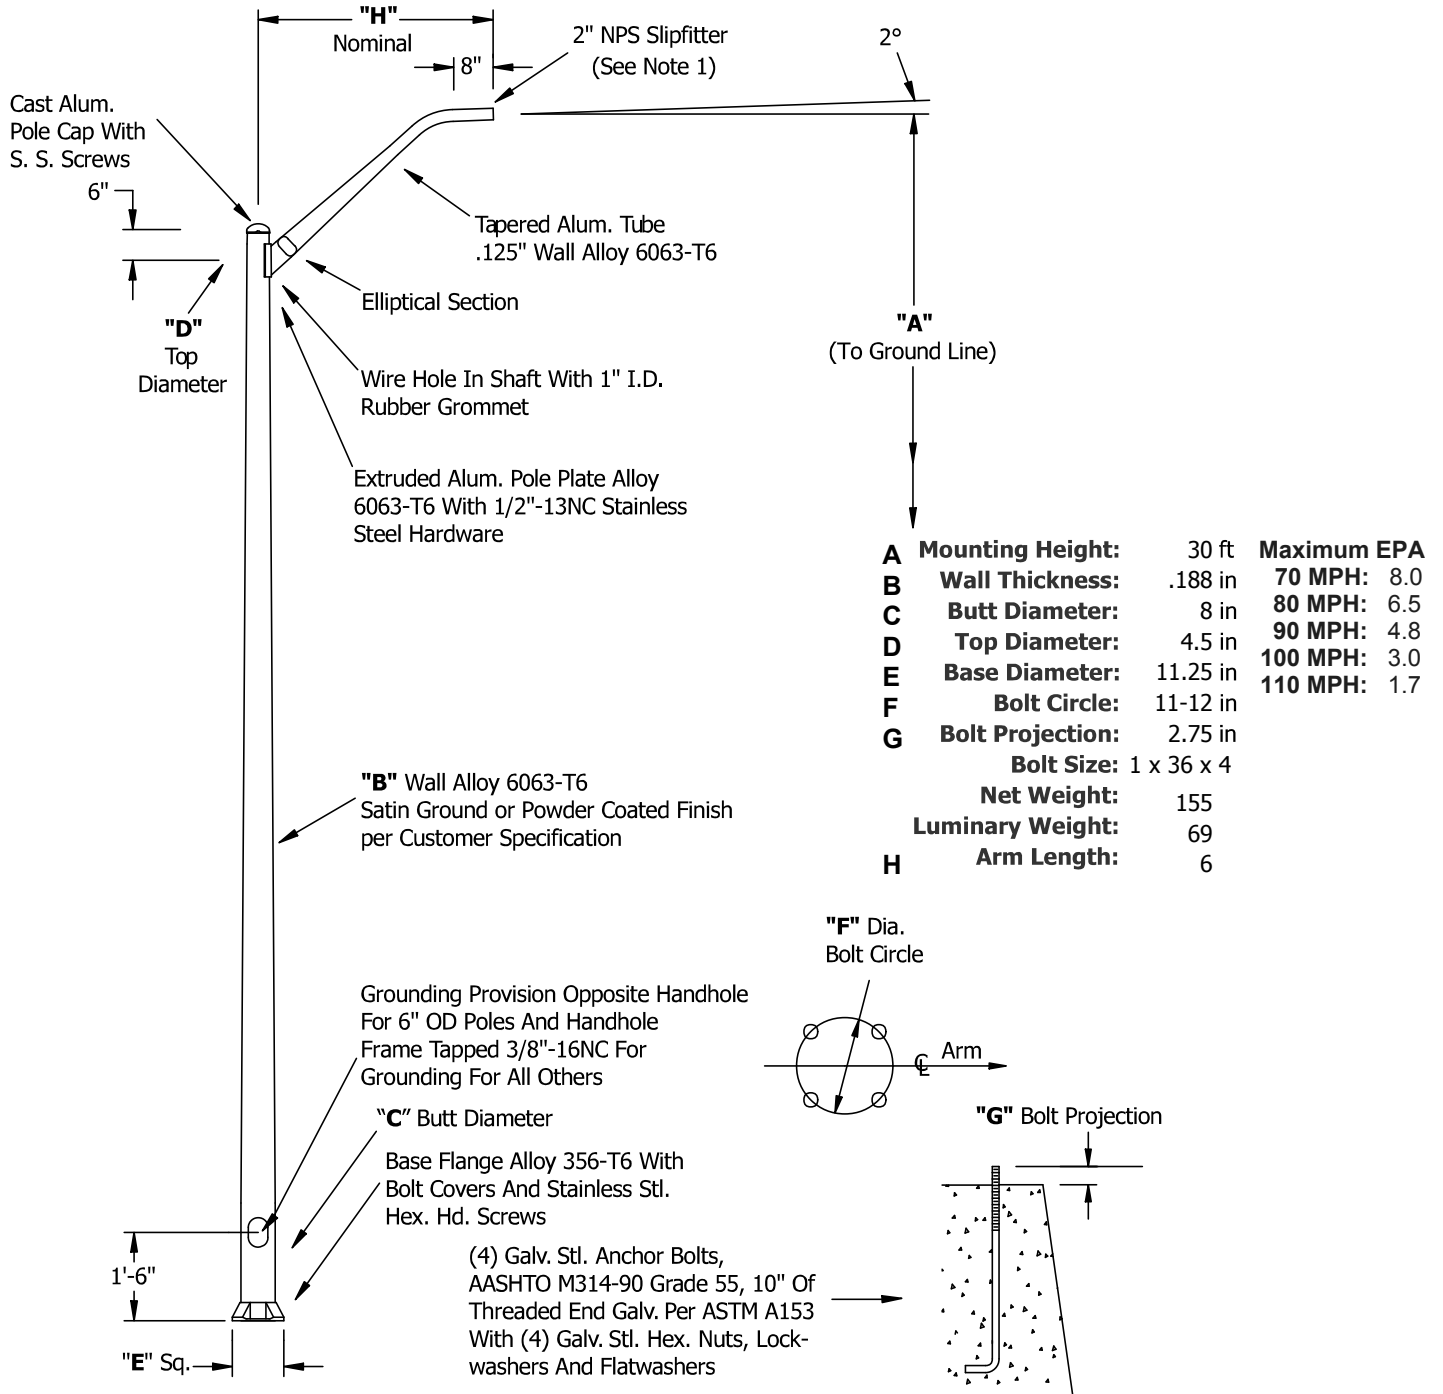 "H"
Nominal
8"
2" NPS Slipfitter
(See Note 1)
2°
Cast Alum.
Pole Cap With
S. S. Screws
6"
Tapered Alum. Tube
.125" Wall Alloy 6063-T6
Elliptical Section
"D"
Top
Diameter
"A"
(To Ground Line)
Wire Hole In Shaft With 1" I.D.
Rubber Grommet
Extruded Alum. Pole Plate Alloy
6063-T6 With 1/2"-13NC Stainless
Steel Hardware
A Mounting Height: 30 ft
B Wall Thickness: .188 in
C Butt Diameter: 8 in
D Top Diameter: 4.5 in
E Base Diameter: 11.25 in
F Bolt Circle: 11-12 in
G Bolt Projection: 2.75 in
Bolt Size: 1 x 36 x 4
Net Weight: 155
Luminary Weight: 69
H Arm Length: 6
Maximum EPA
70 MPH: 8.0
80 MPH: 6.5
90 MPH: 4.8
100 MPH: 3.0
110 MPH: 1.7
"B" Wall Alloy 6063-T6
Satin Ground or Powder Coated Finish
per Customer Specification
"F" Dia.
Bolt Circle
℄ Arm
Grounding Provision Opposite Handhole
For 6" OD Poles And Handhole
Frame Tapped 3/8"-16NC For
Grounding For All Others
“C” Butt Diameter
Base Flange Alloy 356-T6 With
Bolt Covers And Stainless Stl.
Hex. Hd. Screws
"G" Bolt Projection
1'-6"
(4) Galv. Stl. Anchor Bolts,
AASHTO M314-90 Grade 55, 10" Of
Threaded End Galv. Per ASTM A153
With (4) Galv. Stl. Hex. Nuts, Lock-
washers And Flatwashers
"E" Sq.